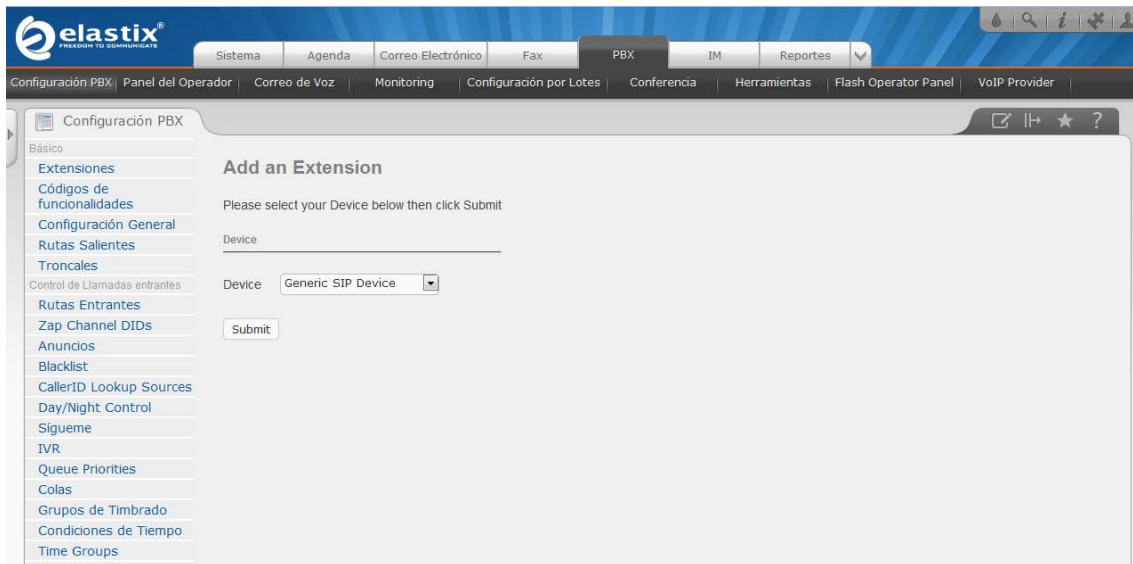 elastix®
FREEDOM TO COMMUNICATE
Sistema Agenda Correo Electrónico Fax PBX IM Reportes
Configuración PBX Panel del Operador Correo de Voz Monitoring Configuración por Lotes Conferencia Herramientas Flash Operator Panel VoIP Provider
Configuración PBX
Básico
Extensiones
Códigos de
funcionalidades
Configuración General
Rutas Salientes
Troncales
Control de Llamadas entrantes
Rutas Entrantes
Zap Channel DIDs
Anuncios
Blacklist
CallerID Lookup Sources
Day/Night Control
Sígueme
IVR
Queue Priorities
Colas
Grupos de Timbrado
Condiciones de Tiempo
Time Groups
Add an Extension
Please select your Device below then click Submit
Device
Device Generic SIP Device
Submit